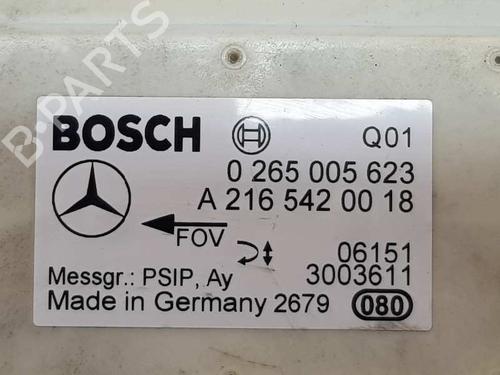 B-PARTS
BOSCH Q01
0 265 005 623
A 216 542 00 18
FOV
06151
Messgr.: PSIP, Ay 3003611
Made in Germany 2679 080